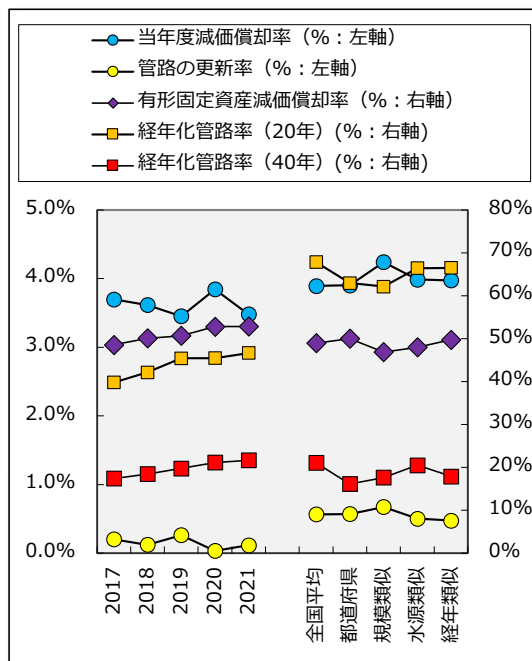 当年度減価償却率（%：左軸）
管路の更新率（%：左軸）
有形固定資産減価償却率（%：右軸）
経年化管路率（20年）(%：右軸)
経年化管路率（40年）(%：右軸)
5.0%
4.0%
3.0%
2.0%
1.0%
0.0%
80%
70%
60%
50%
40%
30%
20%
10%
0%
2017
2018
2019
2020
2021
全国平均
都道府県
規模類似
水源類似
経年類似